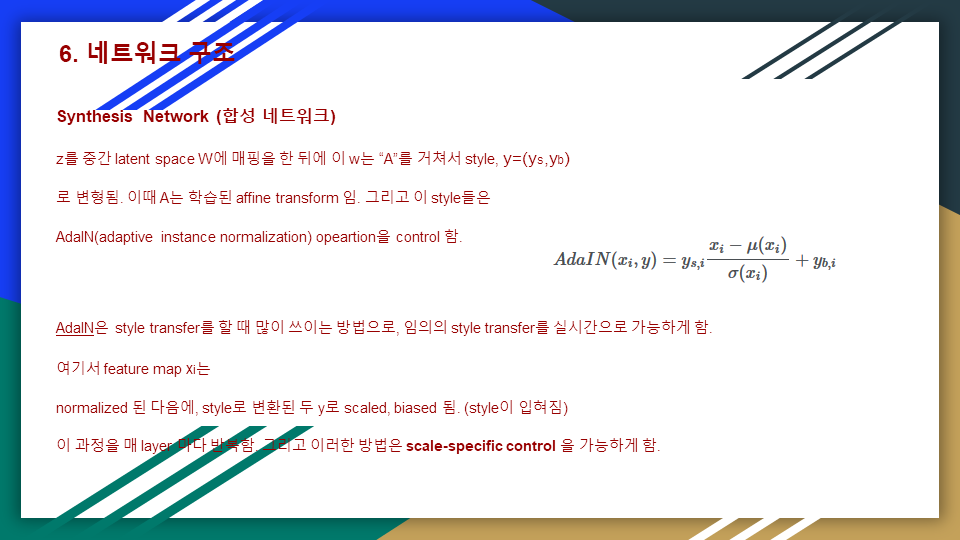 6. 네트워크 구조
Synthesis Network (합성 네트워크)
z를 중간 latent space W에 매핑을 한 뒤에 이 w는 “A”를 거쳐서 style, y=(ys,yb)
로 변형됨. 이때 A는 학습된 affine transform 임. 그리고 이 style들은
AdaIN(adaptive instance normalization) opeartion을 control 함.
AdaIN(x_i, y) = y_{s,i} \frac{x_i − μ(x_i)}{σ(x_i)} + y_{b,i}
AdaIN은 style transfer를 할 때 많이 쓰이는 방법으로, 임의의 style transfer를 실시간으로 가능하게 함.
여기서 feature map xi는
normalized 된 다음에, style로 변환된 두 y로 scaled, biased 됨. (style이 입혀짐)
이 과정을 매 layer 마다 반복함. 그리고 이러한 방법은 scale-specific control 을 가능하게 함.